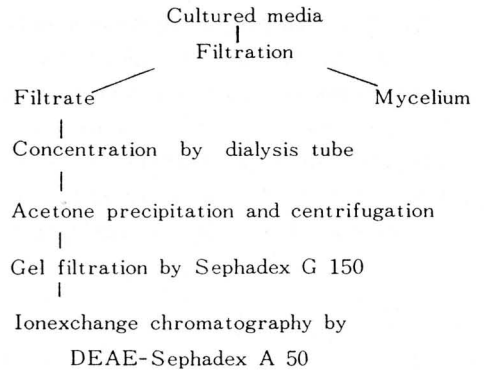 Cultured media
Filtration
Filtrate Mycelium
Concentration by dialysis tube
Acetone precipitation and centrifugation
Gel filtration by Sephadex G 150
Ionexchange chromatography by
DEAE-Sephadex A 50